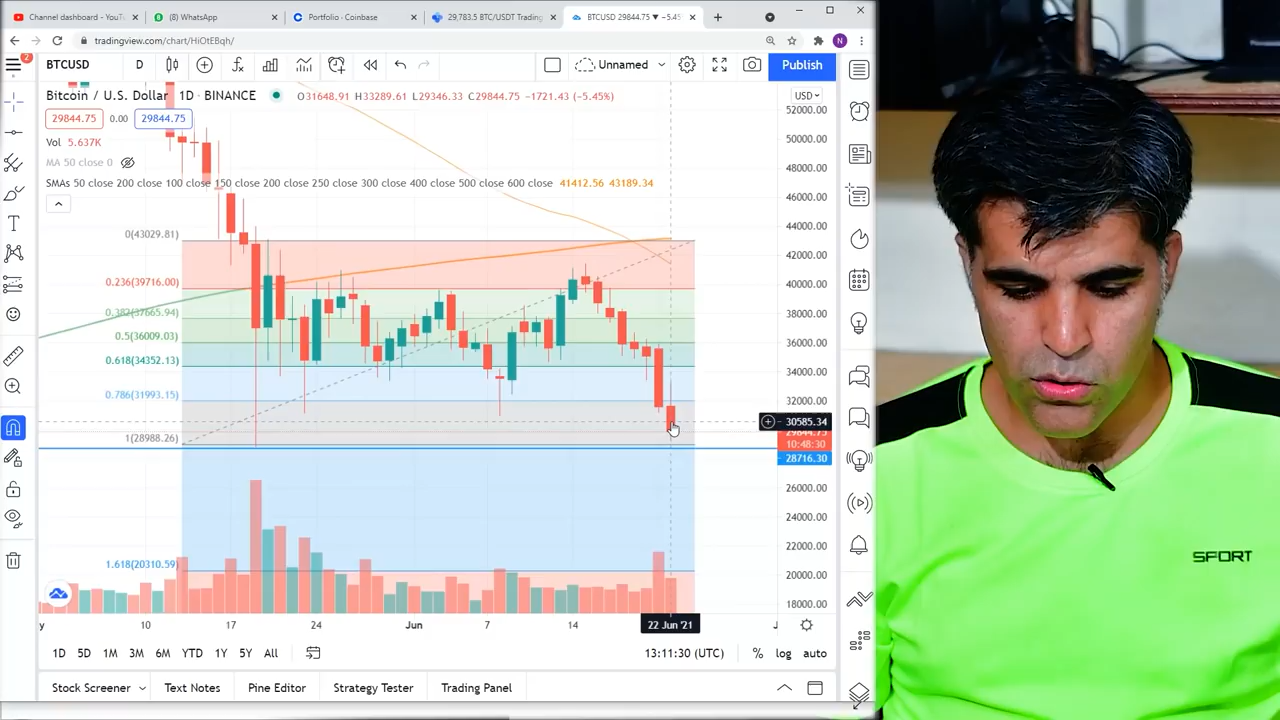 Channel dashboard - YouT
(8) WhatsApp
Portfolio - Coinbase
29,783.5 BTC/USDT Trading
BTCUSD 29844.75 ▼ −5.45
tradingview.com/chart/HiOtEBqh/
N
2
BTCUSD
D
Unnamed
Publish
Bitcoin / U.S. Dollar 1D · BINANCE
O31648.91 H33289.61 L29346.33 C29844.75 −1721.43 (−5.45%)
USD
29844.75 0.00 29844.75
Vol 5.637K
MA 50 close 0
SMAs 50 close 200 close 100 close 150 close 200 close 250 close 300 close 400 close 500 close 600 close 41412.56 43189.34
52000.00
50000.00
48000.00
46000.00
44000.00
42000.00
40000.00
38000.00
36000.00
34000.00
32000.00
30585.34
29844.75
10:48:30
28716.30
26000.00
24000.00
22000.00
20000.00
18000.00
0(43029.81)
0.236(39716.00)
0.382(37665.94)
0.5(36009.03)
0.618(34352.13)
0.786(31993.15)
1(28988.26)
1.618(20310.59)
y
10
17
24
Jun
7
14
22 Jun '21
J
1D 5D 1M 3M 6M YTD 1Y 5Y All
13:11:30 (UTC)
% log auto
Stock Screener
Text Notes
Pine Editor
Strategy Tester
Trading Panel
SPORT